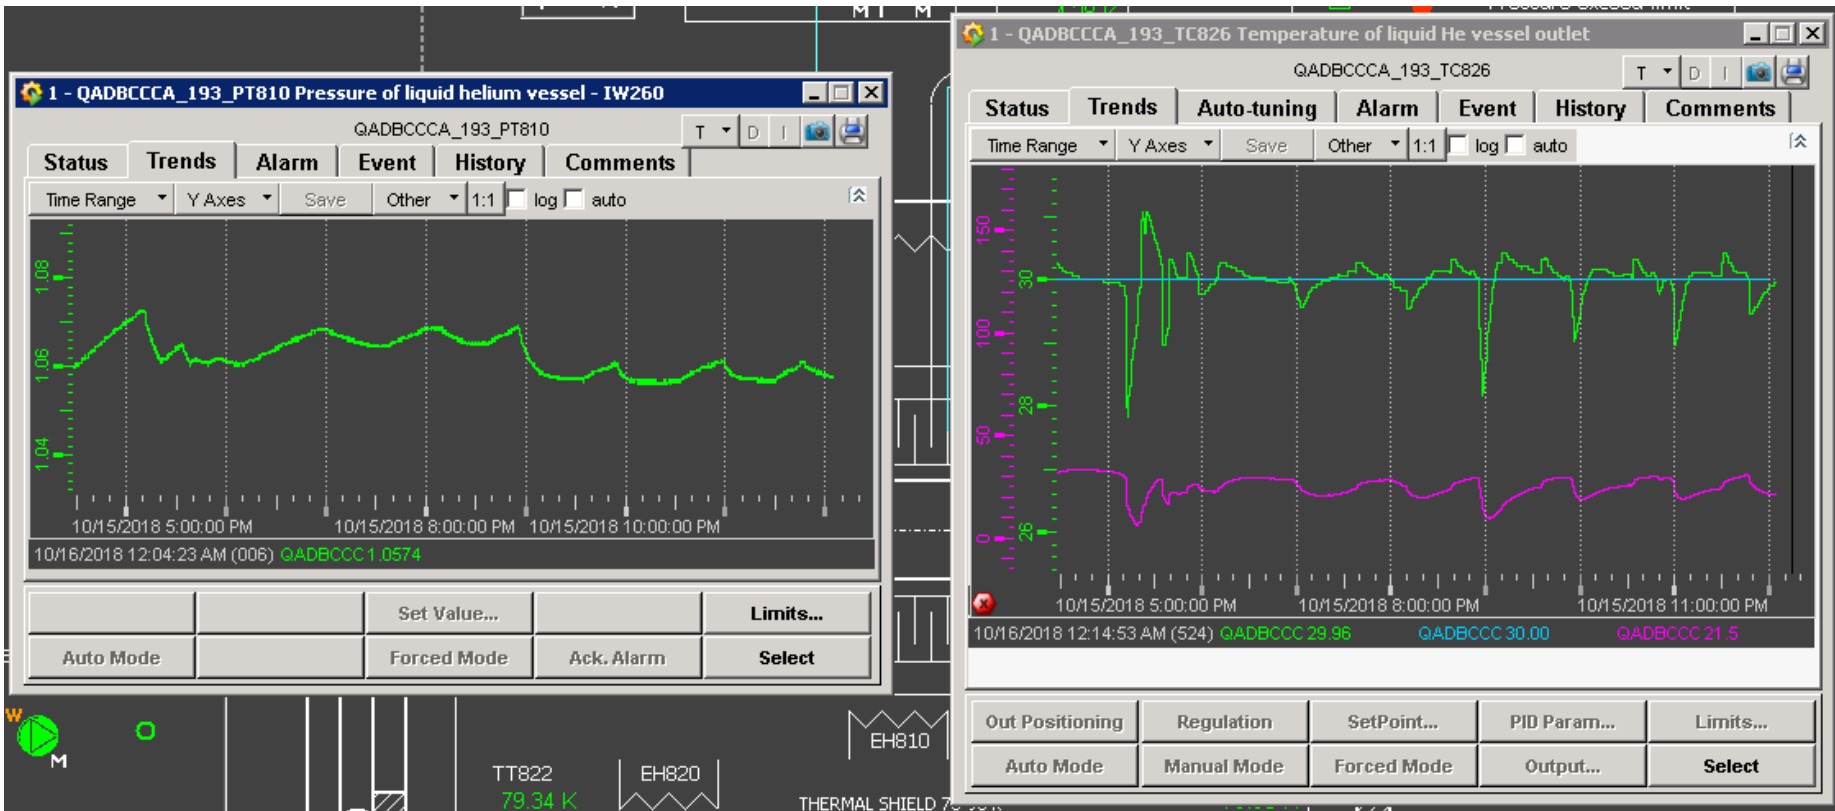 1 - QADBCCCA_193_PT810 Pressure of liquid helium vessel - IW260
QADBCCCA_193_PT810
T D I
Status Trends Alarm Event History Comments
Time Range Y Axes Save Other 1:1 log auto
1.08
1.06
1.04
10/15/2018 5:00:00 PM 10/15/2018 8:00:00 PM 10/15/2018 10:00:00 PM
10/16/2018 12:04:23 AM (006) QADBCCC 1.0574
Set Value... Limits...
Auto Mode Forced Mode Ack. Alarm Select
1 - QADBCCCA_193_TC826 Temperature of liquid He vessel outlet
QADBCCCA_193_TC826
T D I
Status Trends Auto-tuning Alarm Event History Comments
Time Range Y Axes Save Other 1:1 log auto
150
100
50
0
30
28
26
10/15/2018 5:00:00 PM 10/15/2018 8:00:00 PM 10/15/2018 11:00:00 PM
10/16/2018 12:14:53 AM (524) QADBCCC 29.96 QADBCCC 30.00 QADBCCC 21.5
Out Positioning Regulation SetPoint... PID Param... Limits...
Auto Mode Manual Mode Forced Mode Output... Select
W
M
TT822
79.34 K
EH820
EH810
THERMAL SHIELD